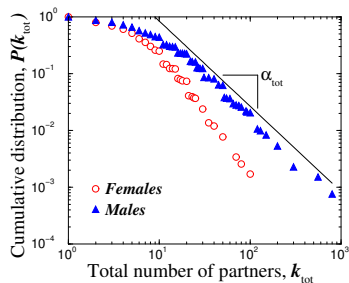 Cumulative distribution, P(k_tot)
10^0
10^-1
10^-2
10^-3
10^-4
α_tot
Females
Males
10^0 10^1 10^2 10^3
Total number of partners, k_tot